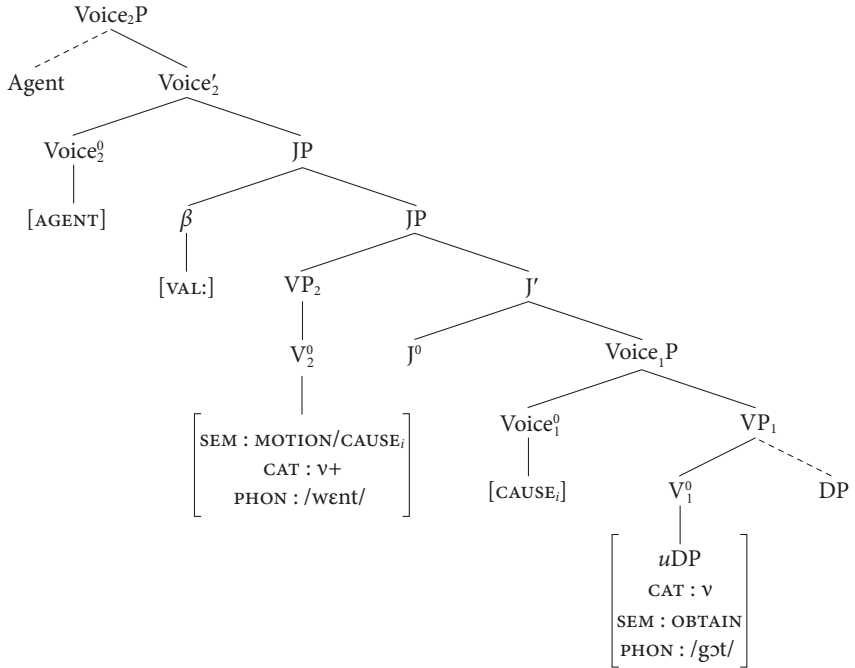 Voice₂P
Agent Voice′₂
Voice⁰₂ JP
[AGENT] β JP
[VAL:] VP₂ J′
V⁰₂ J⁰ Voice₁P
SEM : MOTION/CAUSEᵢ
CAT : v+
PHON : /wɛnt/
Voice⁰₁ VP₁
[CAUSEᵢ] V⁰₁ DP
uDP
CAT : v
SEM : OBTAIN
PHON : /gɔt/